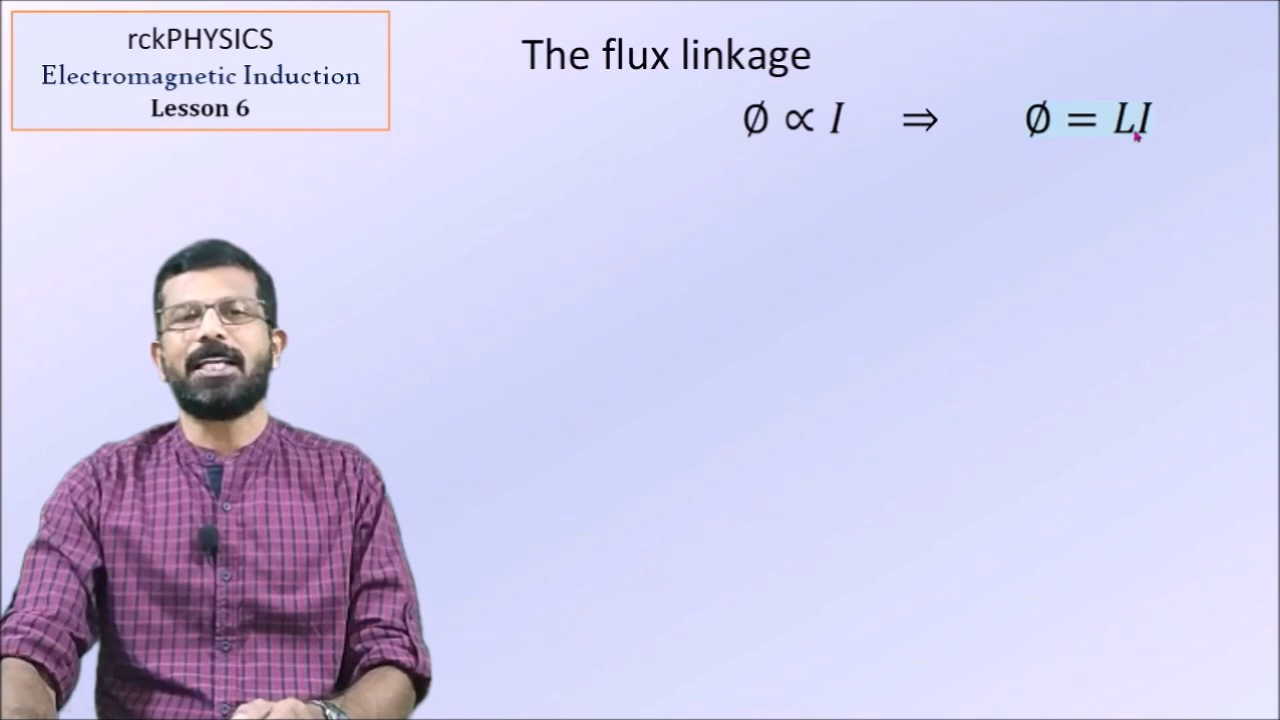 rckPHYSICS
Electromagnetic Induction
Lesson 6
The flux linkage
∅ ∝ I ⇒ ∅ = LI